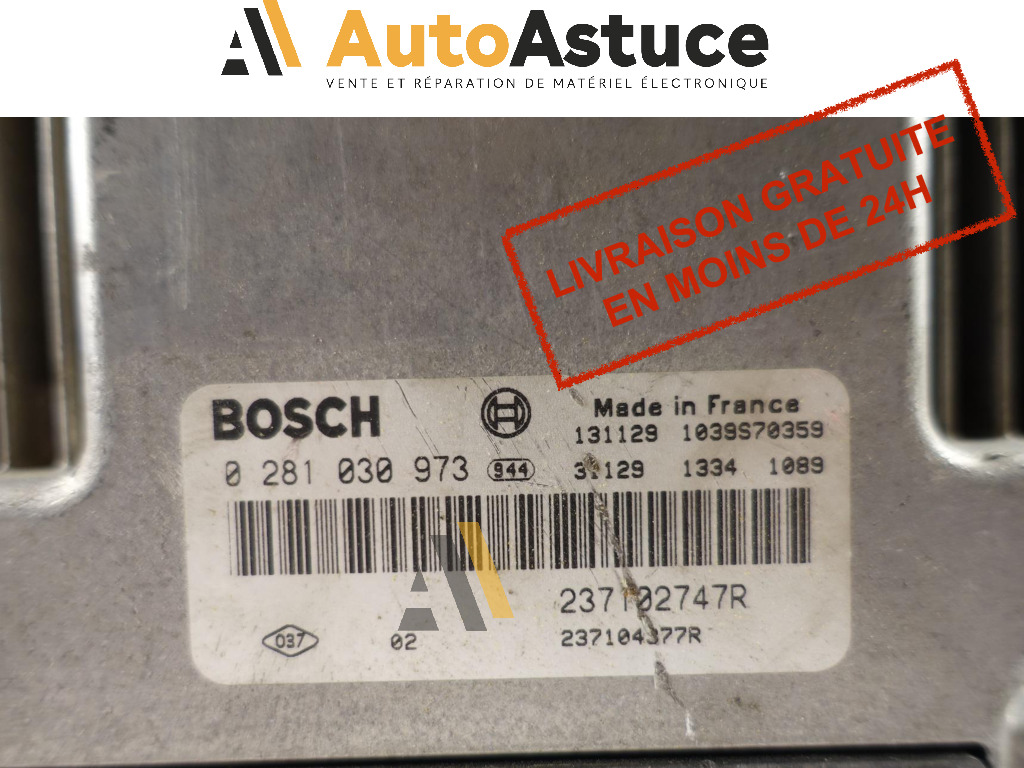 AutoAstuce
VENTE ET RÉPARATION DE MATÉRIEL ÉLECTRONIQUE
LIVRAISON GRATUITE
EN MOINS DE 24H
BOSCH
Made in France
131129 1039S70359
0 281 030 973 944
31129 1334 1089
237102747R
237104377R
037 02